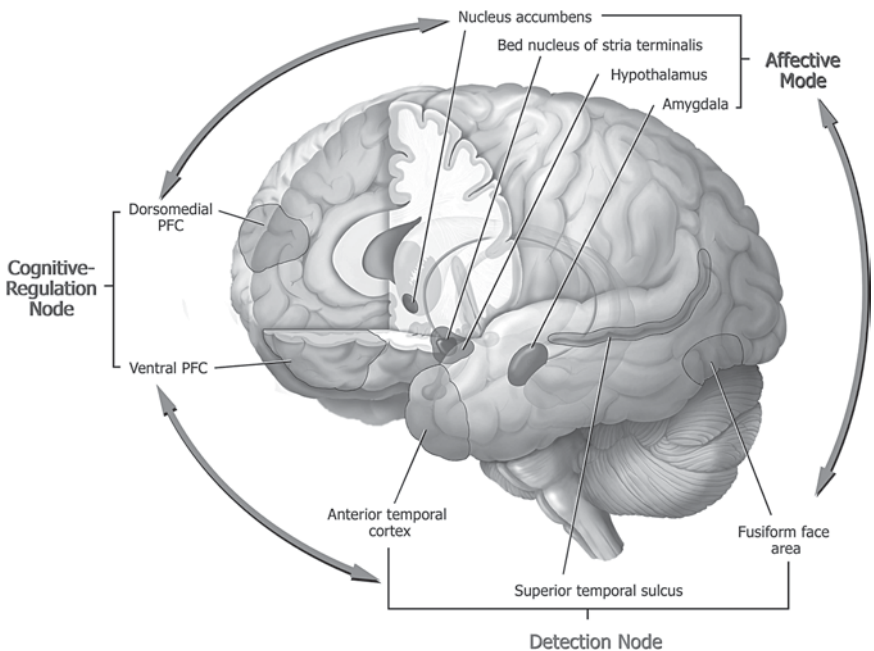 Nucleus accumbens
Bed nucleus of stria terminalis
Hypothalamus
Amygdala
Affective
Mode
Dorsomedial
PFC
Cognitive-
Regulation
Node
Ventral PFC
Anterior temporal
cortex
Fusiform face
area
Superior temporal sulcus
Detection Node